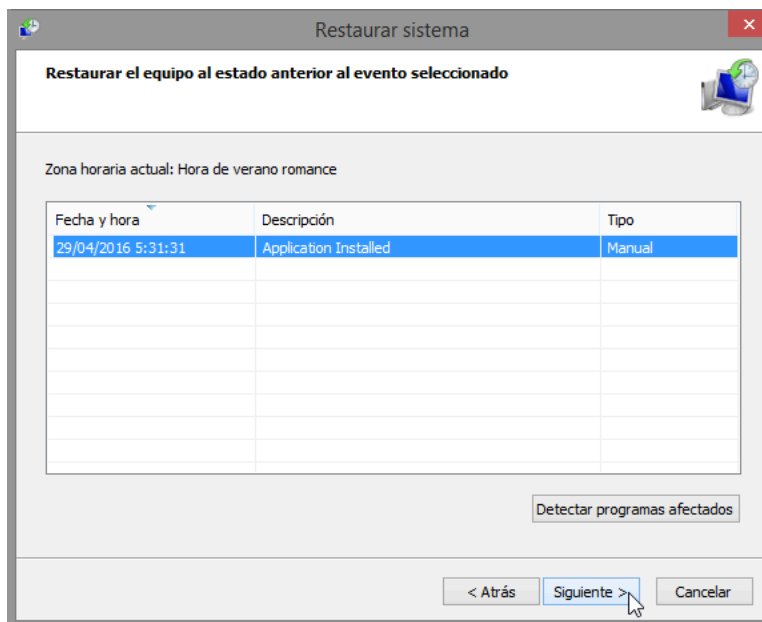 Restaurar sistema
Restaurar el equipo al estado anterior al evento seleccionado
Zona horaria actual: Hora de verano romance
Fecha y hora Descripción Tipo
29/04/2016 5:31:31 Application Installed Manual
Detectar programas afectados
< Atrás Siguiente > Cancelar